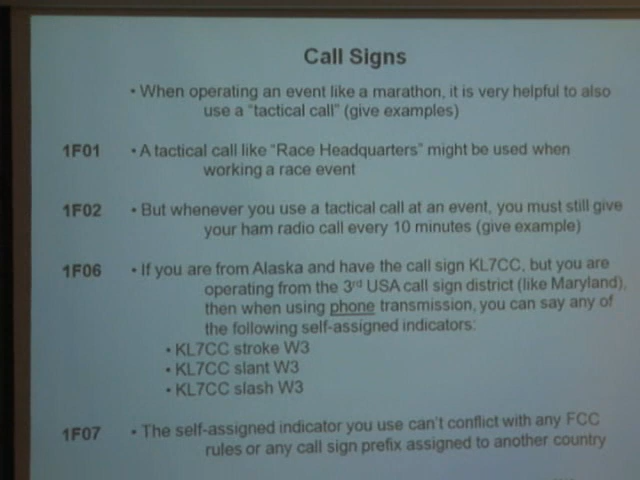 Call Signs
• When operating an event like a marathon, it is very helpful to also
use a "tactical call" (give examples)
1F01 • A tactical call like "Race Headquarters" might be used when
working a race event
1F02 • But whenever you use a tactical call at an event, you must still give
your ham radio call every 10 minutes (give example)
1F06 • If you are from Alaska and have the call sign KL7CC, but you are
operating from the 3rd USA call sign district (like Maryland),
then when using phone transmission, you can say any of
the following self-assigned indicators:
• KL7CC stroke W3
• KL7CC slant W3
• KL7CC slash W3
1F07 • The self-assigned indicator you use can't conflict with any FCC
rules or any call sign prefix assigned to another country